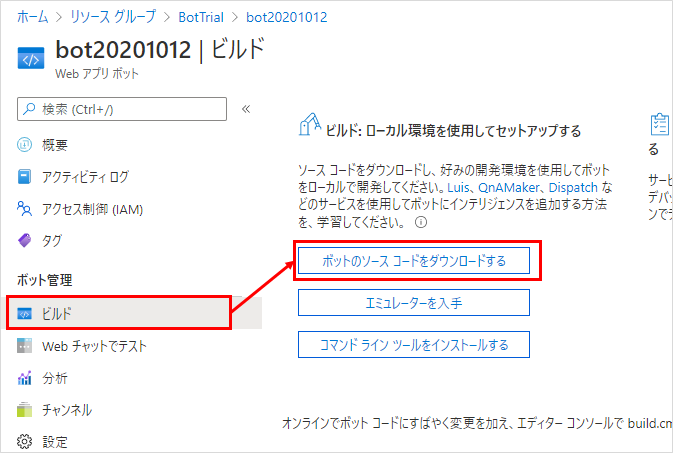 ホーム > リソース グループ > BotTrial > bot20201012
bot20201012 | ビルド
Web アプリ ボット
検索 (Ctrl+/)
概要
アクティビティ ログ
アクセス制御 (IAM)
タグ
ボット管理
ビルド
Web チャットでテスト
分析
チャンネル
設定
ビルド: ローカル環境を使用してセットアップする
ソース コードをダウンロードし、好みの開発環境を使用してボット
をローカルで開発してください。Luis、QnAMaker、Dispatch な
どのサービスを使用してボットにインテリジェンスを追加する方法
を、学習してください。
ボットのソース コードをダウンロードする
エミュレーターを入手
コマンド ライン ツールをインストールする
オンラインでボット コードにすばやく変更を加え、エディター コンソールで build.cm
る
サービ
デバッ
ンでテ